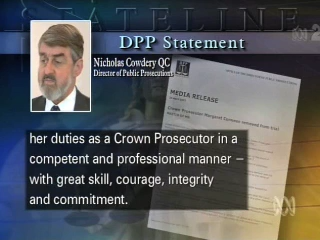 STATELINE
DPP Statement
Nicholas Cowdery QC
Director of Public Prosecutions
MEDIA RELEASE
her duties as a Crown Prosecutor in a
competent and professional manner –
with great skill, courage, integrity
and commitment.